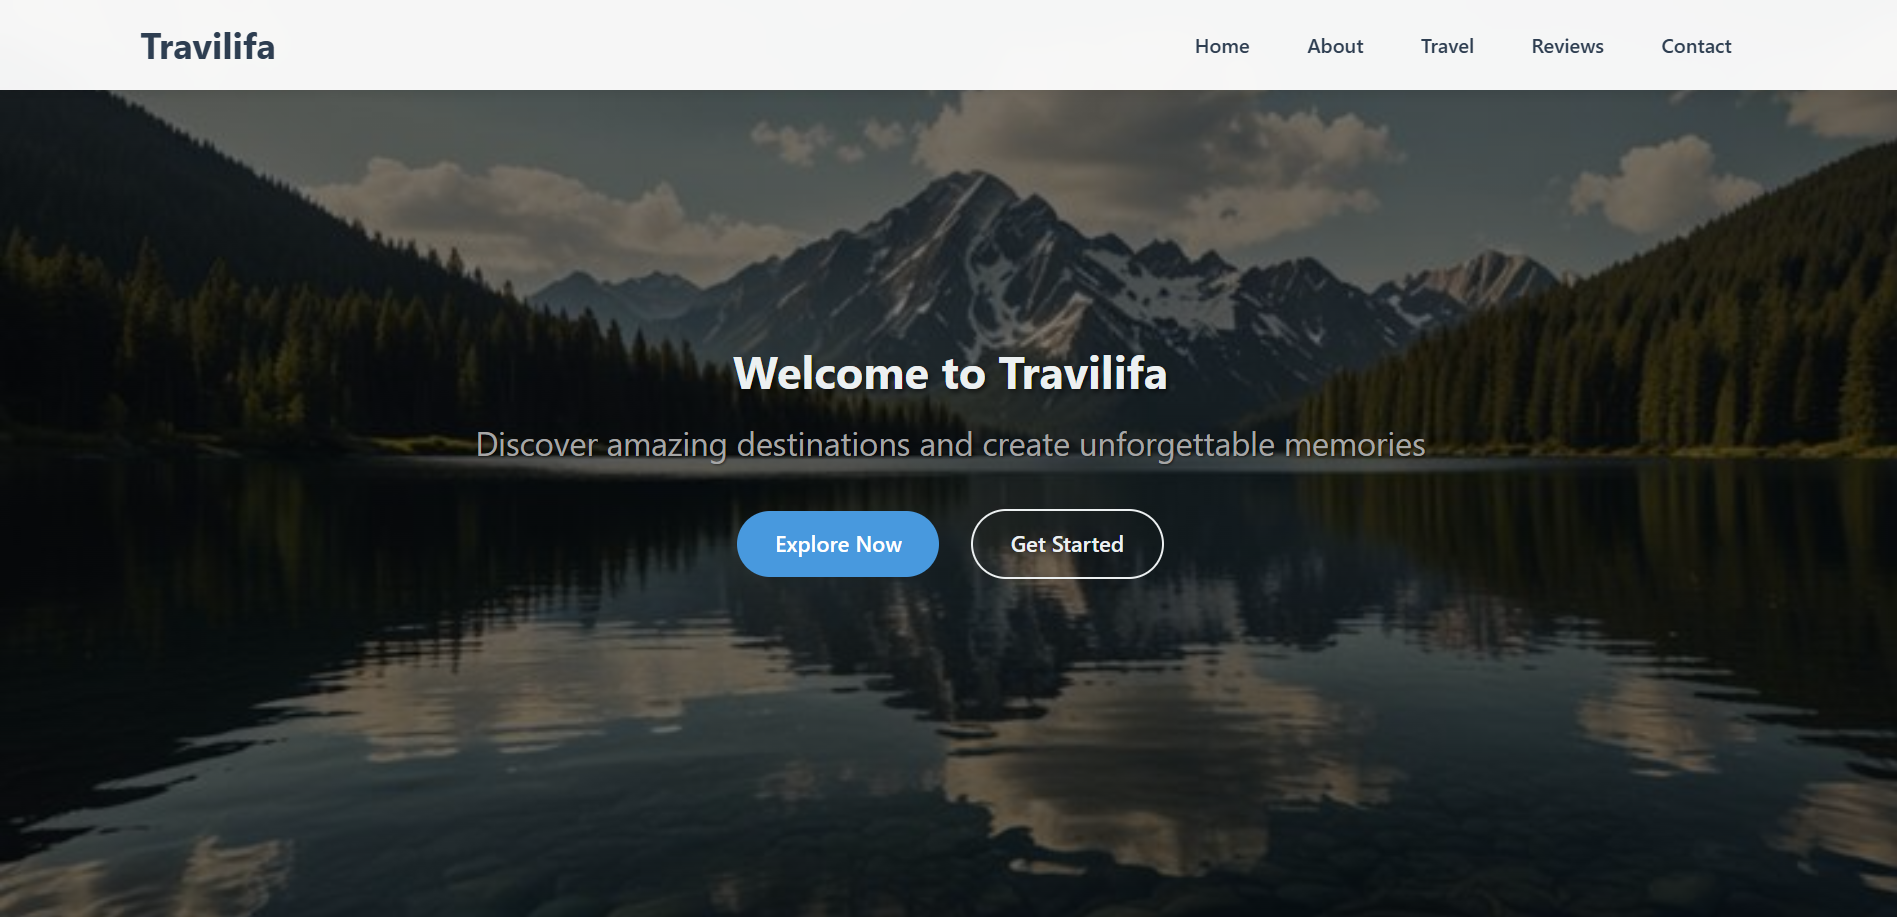 Travilifa
Home About Travel Reviews Contact
Welcome to Travilifa
Discover amazing destinations and create unforgettable memories
Explore Now Get Started